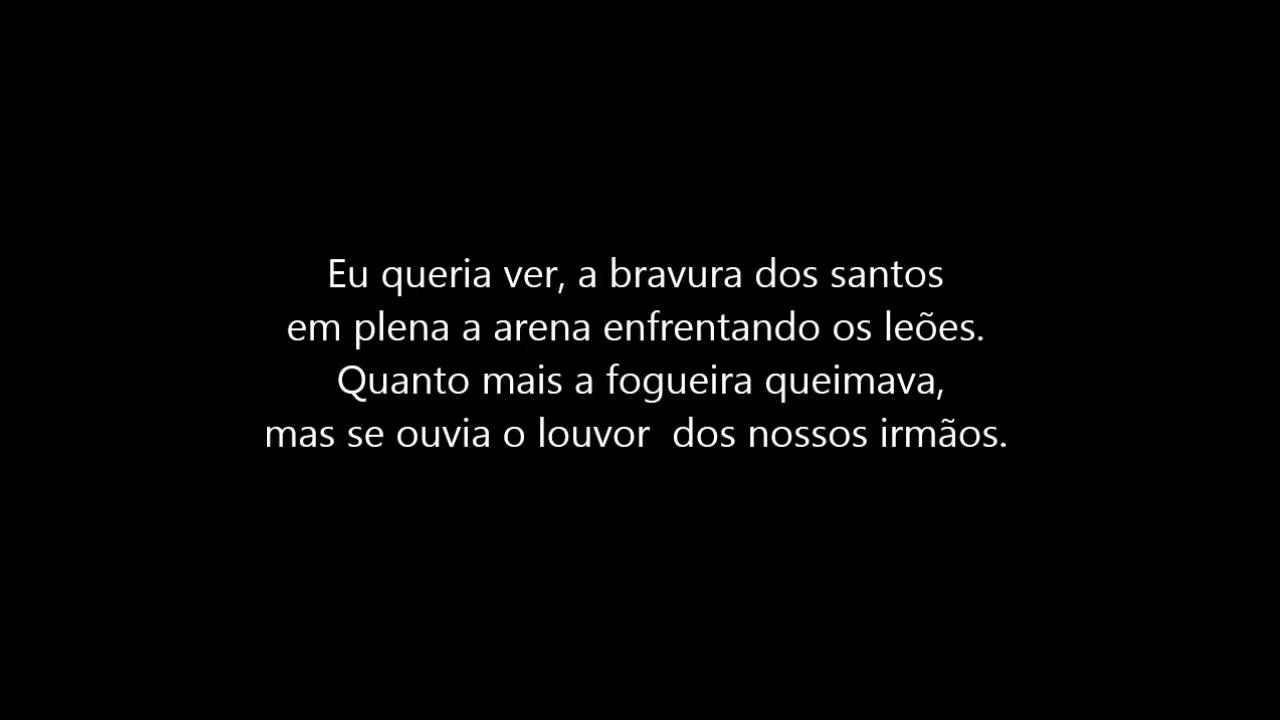 Eu queria ver, a bravura dos santos
em plena a arena enfrentando os leões.
Quanto mais a fogueira queimava,
mas se ouvia o louvor  dos nossos irmãos.